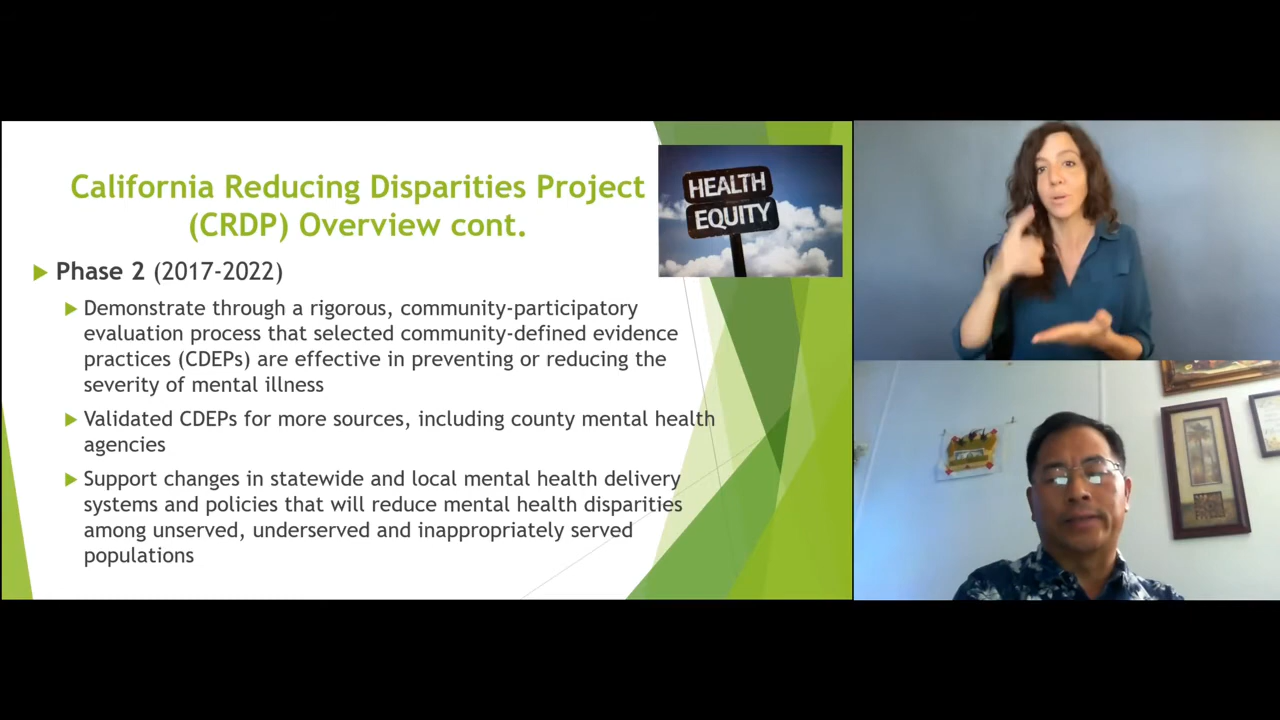 California Reducing Disparities Project
(CRDP) Overview cont.
HEALTH
EQUITY
Phase 2 (2017-2022)
Demonstrate through a rigorous, community-participatory
evaluation process that selected community-defined evidence
practices (CDEPs) are effective in preventing or reducing the
severity of mental illness
Validated CDEPs for more sources, including county mental health
agencies
Support changes in statewide and local mental health delivery
systems and policies that will reduce mental health disparities
among unserved, underserved and inappropriately served
populations